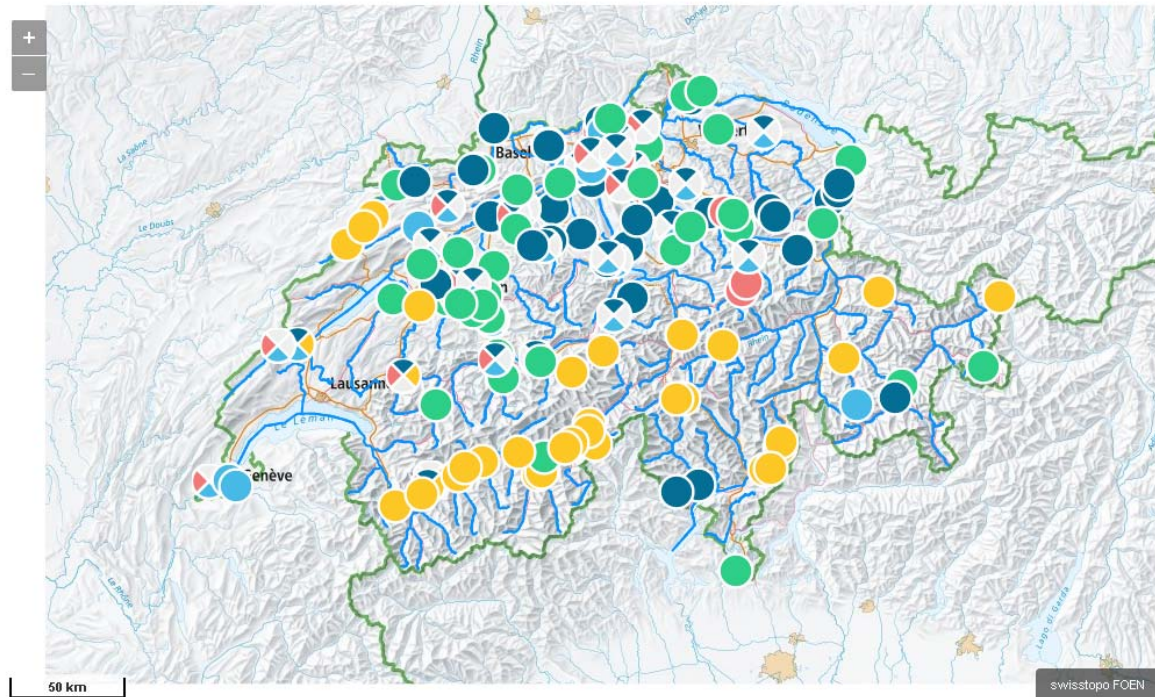 +
–
Rhein
Donau
Bodensee
La Saône
Basel
Le Doubs
Rhein
Lausann
Le Léman
Genève
Le Rhône
Lago di Garda
50 km
swisstopo FOEN